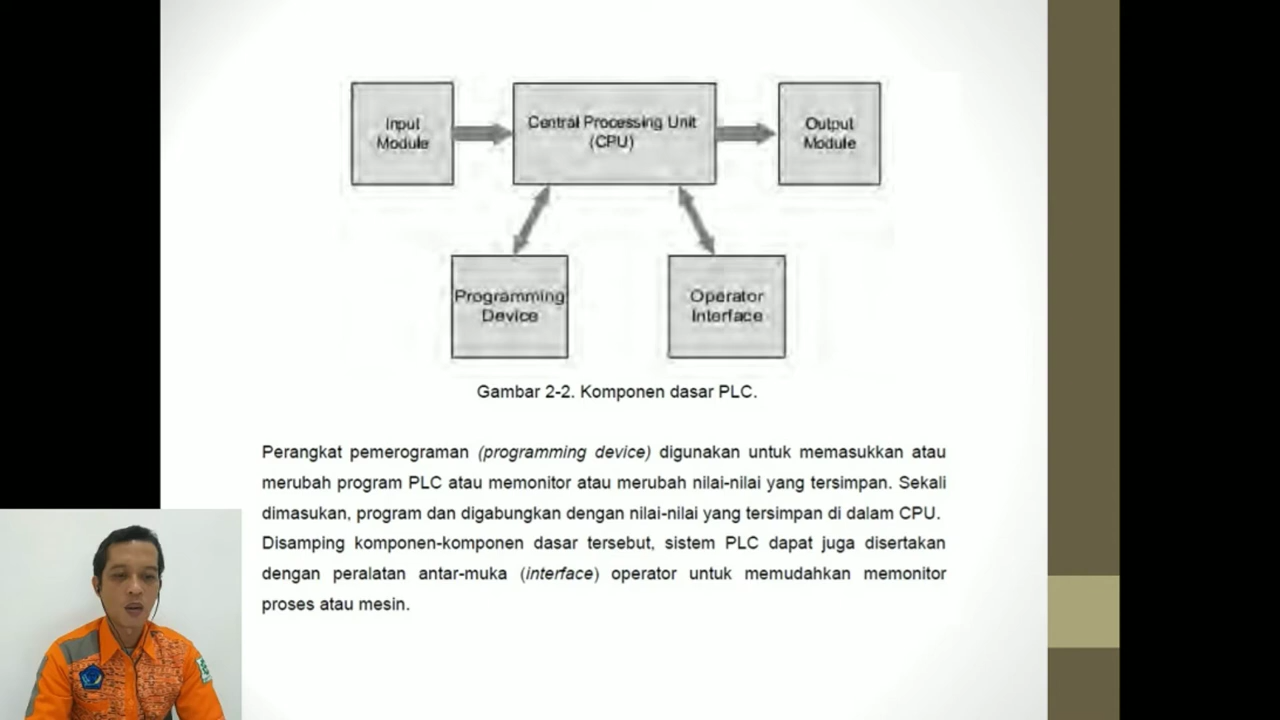 Input
Module
Central Processing Unit
(CPU)
Output
Module
Programming
Device
Operator
Interface
Gambar 2-2. Komponen dasar PLC.
Perangkat pemerograman (programming device) digunakan untuk memasukkan atau
merubah program PLC atau memonitor atau merubah nilai-nilai yang tersimpan. Sekali
dimasukan, program dan digabungkan dengan nilai-nilai yang tersimpan di dalam CPU.
Disamping komponen-komponen dasar tersebut, sistem PLC dapat juga disertakan
dengan peralatan antar-muka (interface) operator untuk memudahkan memonitor
proses atau mesin.